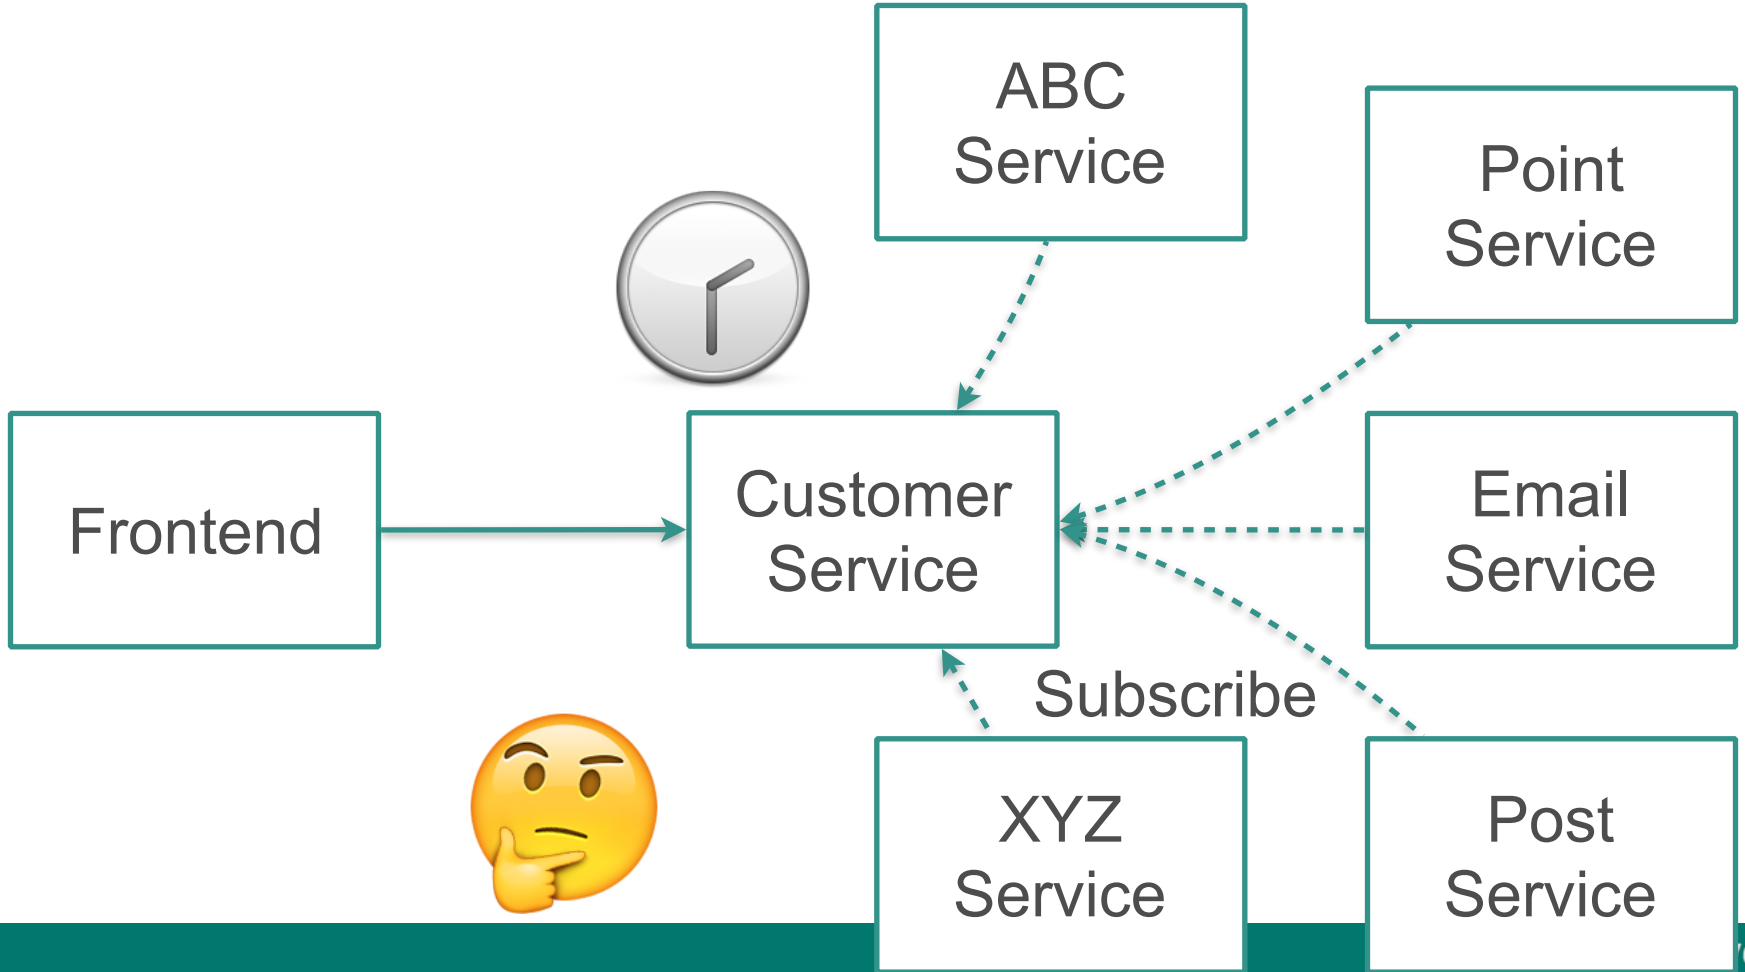 ABC
Service
Point
Service
Frontend
Customer
Service
Email
Service
Subscribe
XYZ
Service
Post
Service